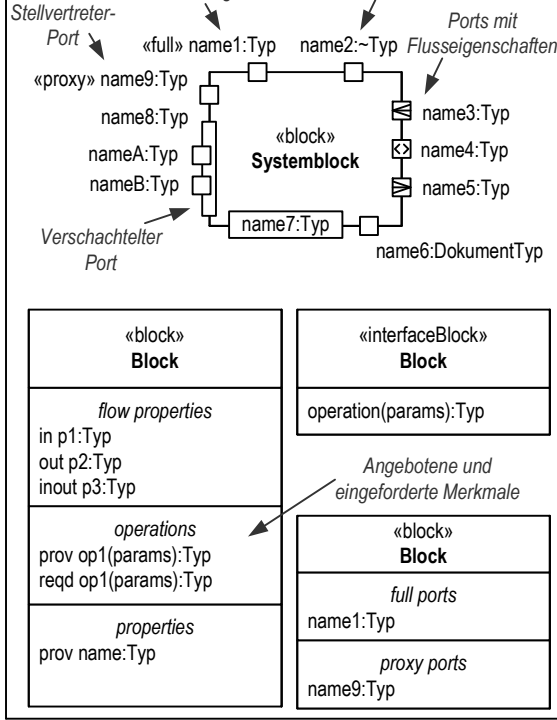 Stellvertreter-
Port
«full» name1:Typ
name2:~Typ
Ports mit
Flusseigenschaften
«proxy» name9:Typ
name8:Typ
nameA:Typ
nameB:Typ
«block»
Systemblock
name3:Typ
name4:Typ
name5:Typ
name7:Typ
Verschachtelter
Port
name6:DokumentTyp
«block»
Block
flow properties
in p1:Typ
out p2:Typ
inout p3:Typ
operations
prov op1(params):Typ
reqd op1(params):Typ
properties
prov name:Typ
«interfaceBlock»
Block
operation(params):Typ
Angebotene und
eingeforderte Merkmale
«block»
Block
full ports
name1:Typ
proxy ports
name9:Typ